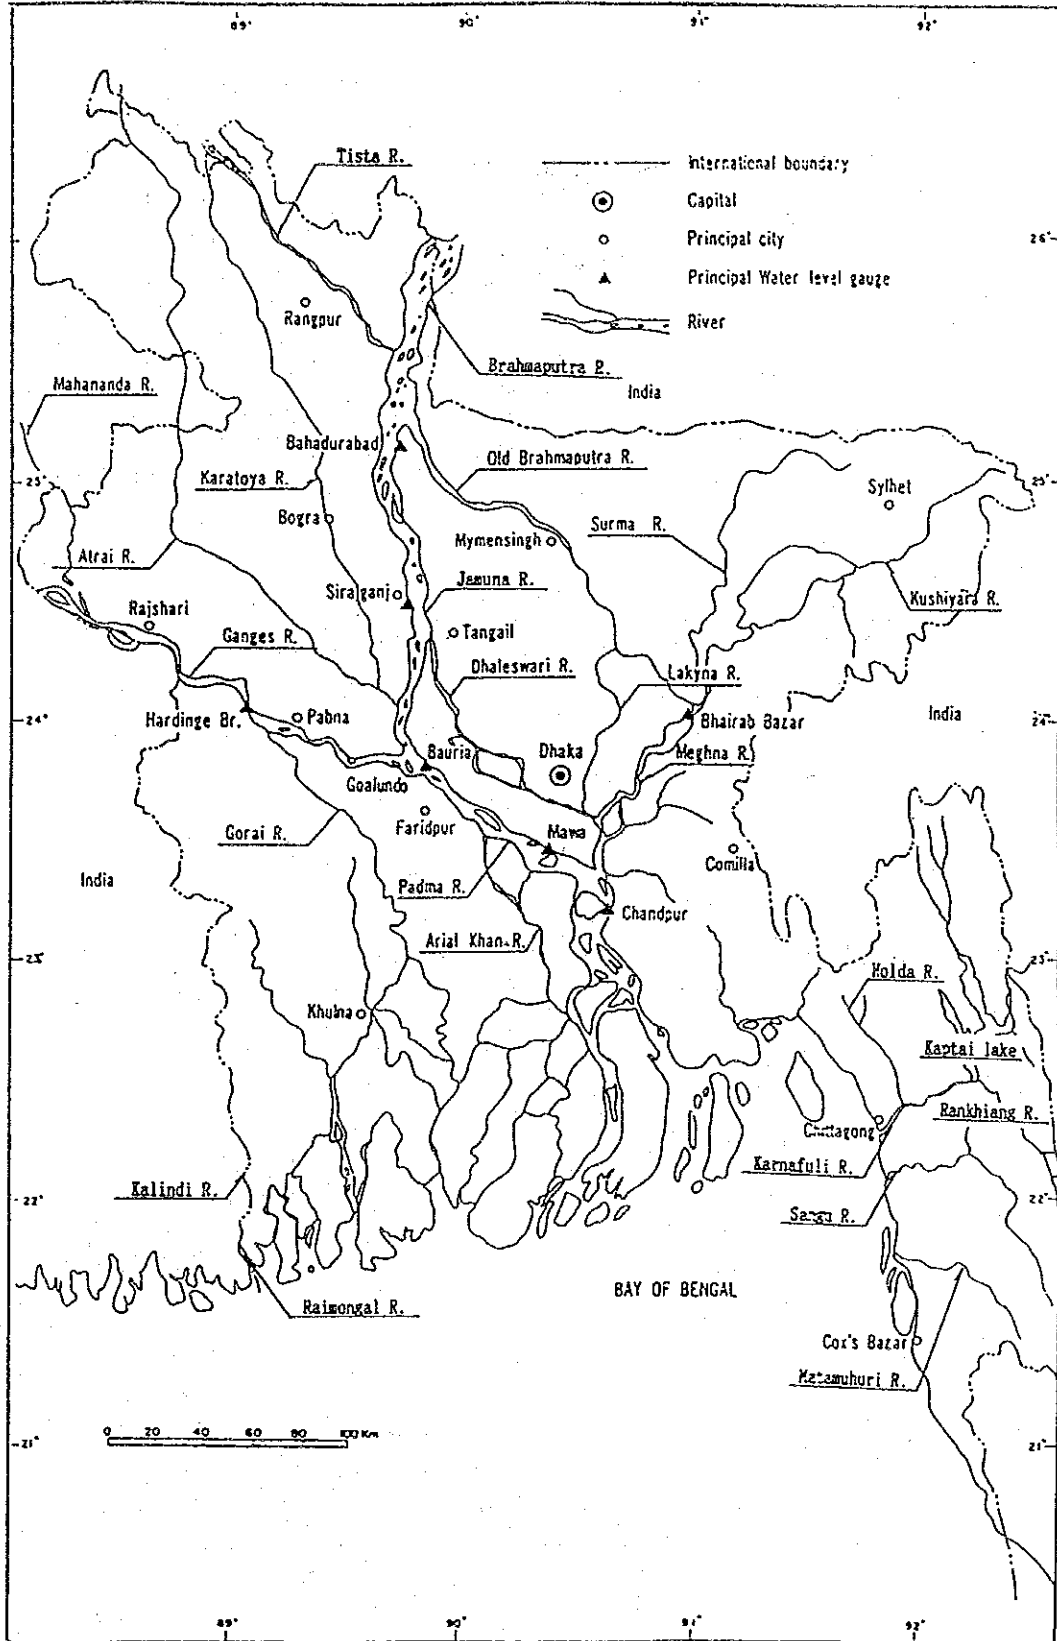 89°
90°
91°
92°
Tista R.
International boundary
Capital
Principal city
26°
Principal Water level gauge
Rangpur
River
Brahmaputra R.
Mahananda R.
India
Bahadurabad
Old Brahmaputra R.
25°
Karatoya R.
Sylhet
25°
Bogra
Surma R.
Mymensingh
Atrai R.
Jamuna R.
Sirajganj
Kushiyara R.
Rajshari
Tangail
Ganges R.
Dhaleswari R.
Lakyna R.
24°
Hardinge Br.
Pabna
Bhairab Bazar
India
24°
Bauria
Dhaka
Meghna R.
Goalundo
Gorai R.
Faridpur
Mawa
Comilla
India
Padma R.
Chandpur
Arial Khan R.
23°
Holda R.
23°
Khulna
Kaptai lake
Chittagong
Rankhiang R.
Karnafuli R.
Kalindi R.
22°
Sangu R.
22°
BAY OF BENGAL
Raimongal R.
Cox's Bazar
Matamuhuri R.
0 20 40 60 80 100 Km
21°
21°
89°
90°
91°
92°